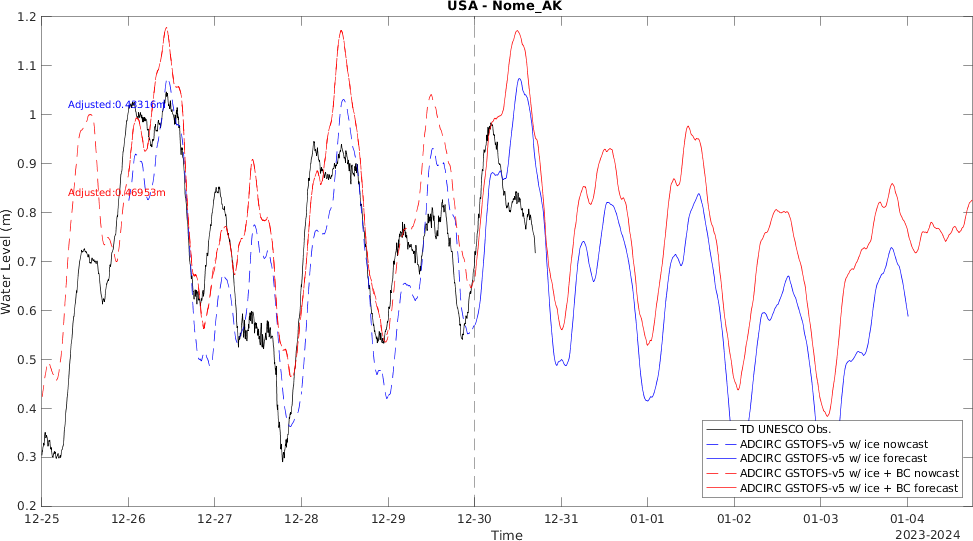 USA - Nome_AK
1.2
1.1
1
0.9
0.8
0.7
0.6
0.5
0.4
0.3
0.2
Water Level (m)
Adjusted:0.48316m
Adjusted:0.46953m
TD UNESCO Obs.
ADCIRC GSTOFS-v5 w/ ice nowcast
ADCIRC GSTOFS-v5 w/ ice forecast
ADCIRC GSTOFS-v5 w/ ice + BC nowcast
ADCIRC GSTOFS-v5 w/ ice + BC forecast
12-25 12-26 12-27 12-28 12-29 12-30 12-31 01-01 01-02 01-03 01-04
Time
2023-2024